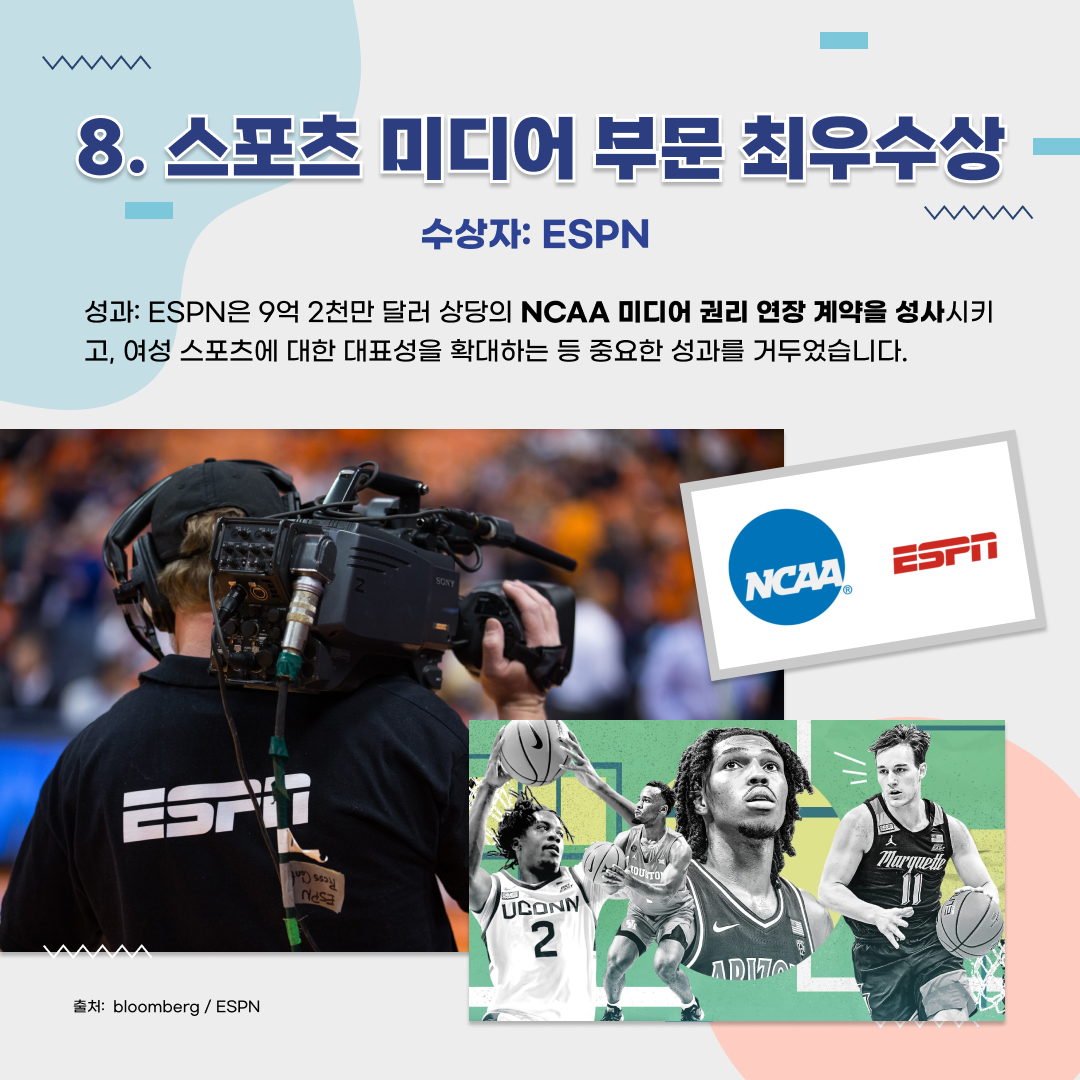 8. 스포츠 미디어 부문 최우수상
수상자: ESPN
성과: ESPN은 9억 2천만 달러 상당의 NCAA 미디어 권리 연장 계약을 성사시키
고, 여성 스포츠에 대한 대표성을 확대하는 등 중요한 성과를 거두었습니다.
NCAA®
ESPN
SONY
Z
ESPN
ESPN
UCONN
2
HOUSTON
ARIZO
Marquette
11
출처: bloomberg / ESPN